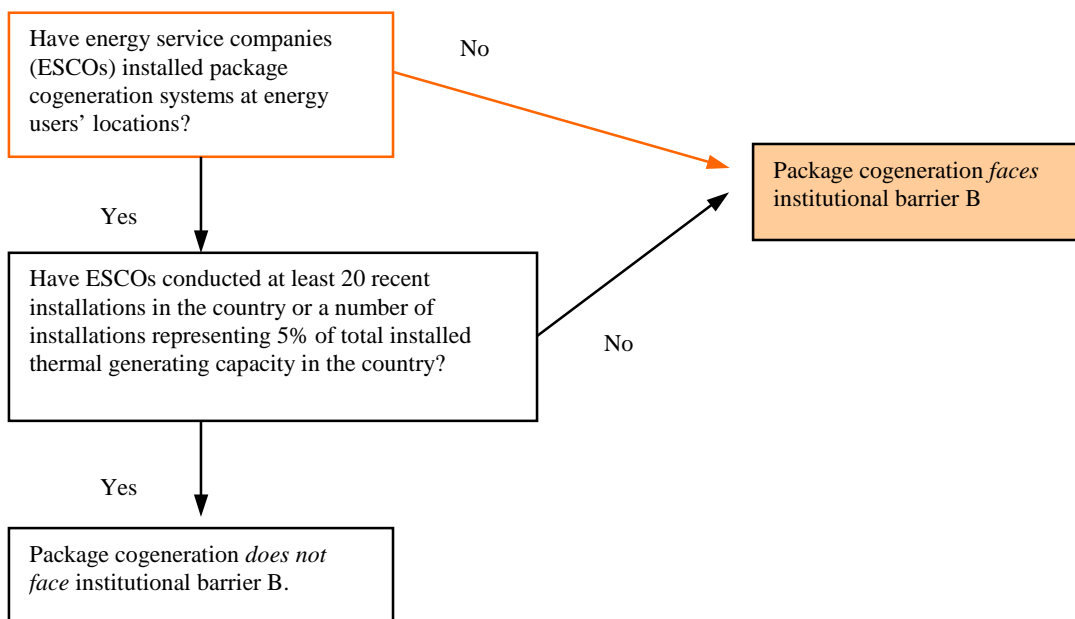 Have energy service companies
(ESCOs) installed package
cogeneration systems at energy
users’ locations?
No
Package cogeneration faces
institutional barrier B
Yes
Have ESCOs conducted at least 20 recent
installations in the country or a number of
installations representing 5% of total installed
thermal generating capacity in the country?
No
Yes
Package cogeneration does not
face institutional barrier B.